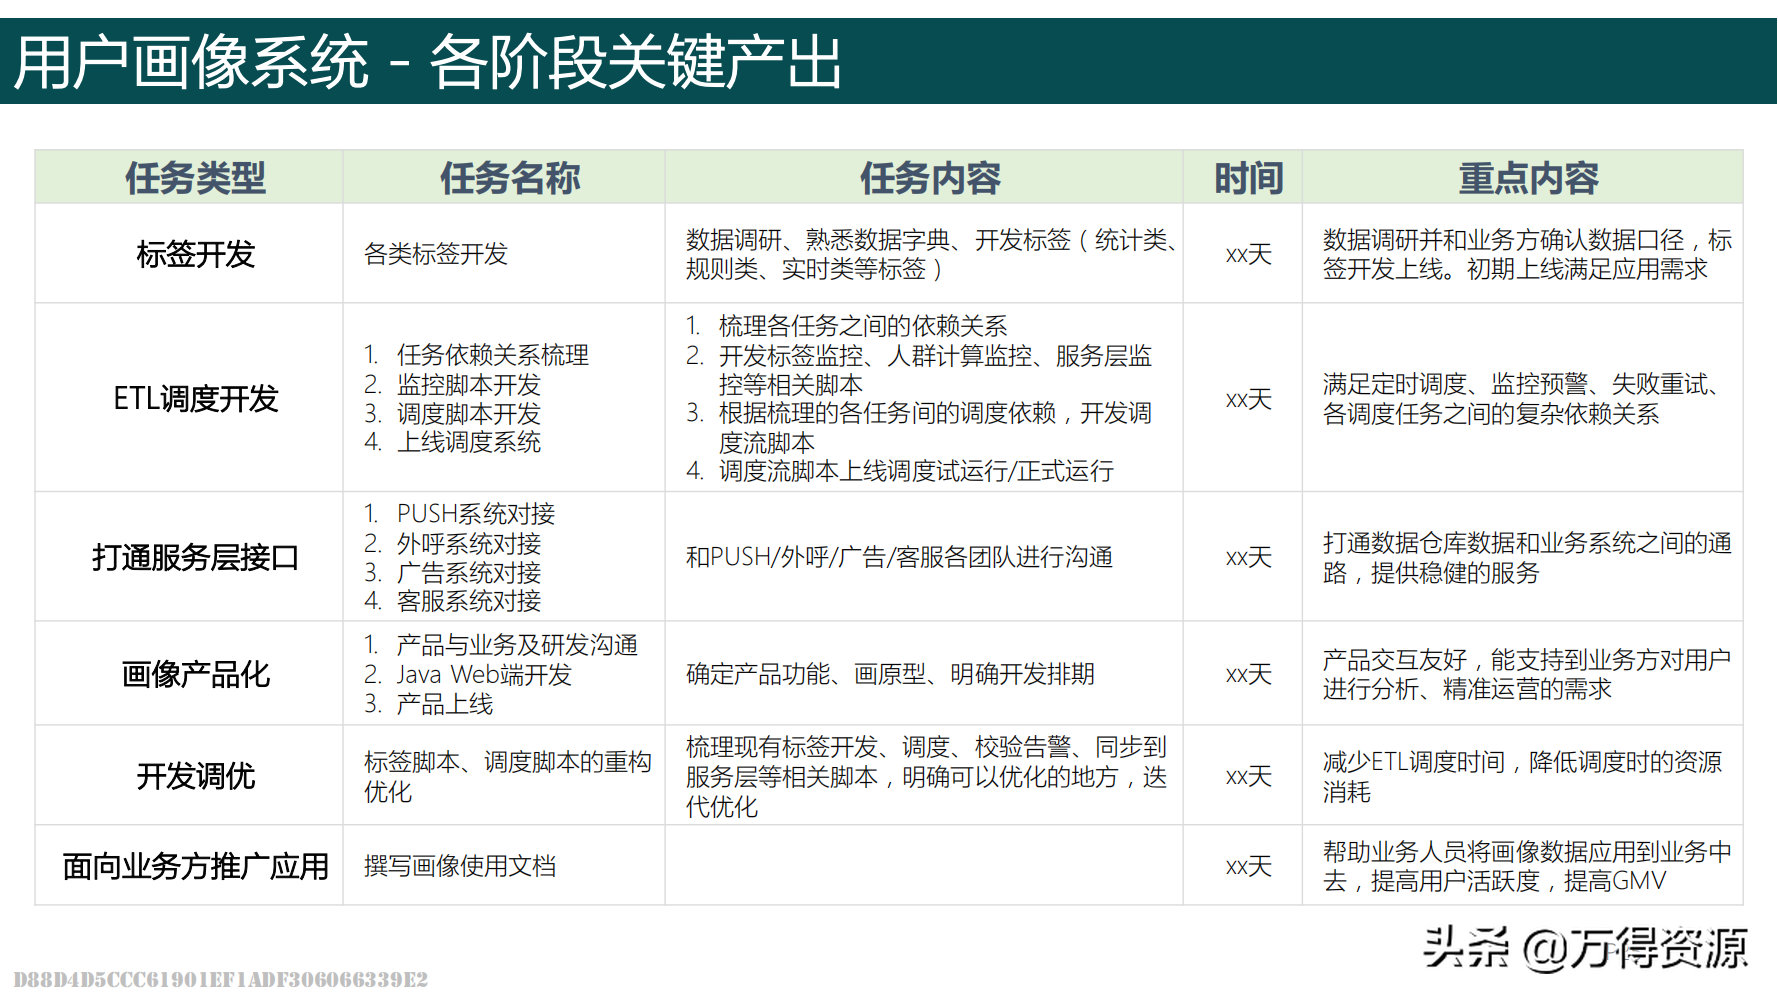 用户画像系统 - 各阶段关键产出
任务类型 任务名称 任务内容 时间 重点内容
标签开发
各类标签开发
数据调研、熟悉数据字典、开发标签（统计类、
规则类、实时类等标签）
xx天
数据调研并和业务方确认数据口径，标
签开发上线。初期上线满足应用需求
ETL调度开发
1. 任务依赖关系梳理
2. 监控脚本开发
3. 调度脚本开发
4. 上线调度系统
1. 梳理各任务之间的依赖关系
2. 开发标签监控、人群计算监控、服务层监
控等相关脚本
3. 根据梳理的各任务间的调度依赖，开发调
度流脚本
4. 调度流脚本上线调度试运行/正式运行
xx天
满足定时调度、监控预警、失败重试、
各调度任务之间的复杂依赖关系
打通服务层接口
1. PUSH系统对接
2. 外呼系统对接
3. 广告系统对接
4. 客服系统对接
和PUSH/外呼/广告/客服各团队进行沟通
xx天
打通数据仓库数据和业务系统之间的通
路，提供稳健的服务
画像产品化
1. 产品与业务及研发沟通
2. Java Web端开发
3. 产品上线
确定产品功能、画原型、明确开发排期
xx天
产品交互友好，能支持到业务方对用户
进行分析、精准运营的需求
开发调优
标签脚本、调度脚本的重构
优化
梳理现有标签开发、调度、校验告警、同步到
服务层等相关脚本，明确可以优化的地方，迭
代优化
xx天
减少ETL调度时间，降低调度时的资源
消耗
面向业务方推广应用
撰写画像使用文档
xx天
帮助业务人员将画像数据应用到业务中
去，提高用户活跃度，提高GMV
头条 @万得资源
D88D4D5CCC61901EF1ADF306066339E2